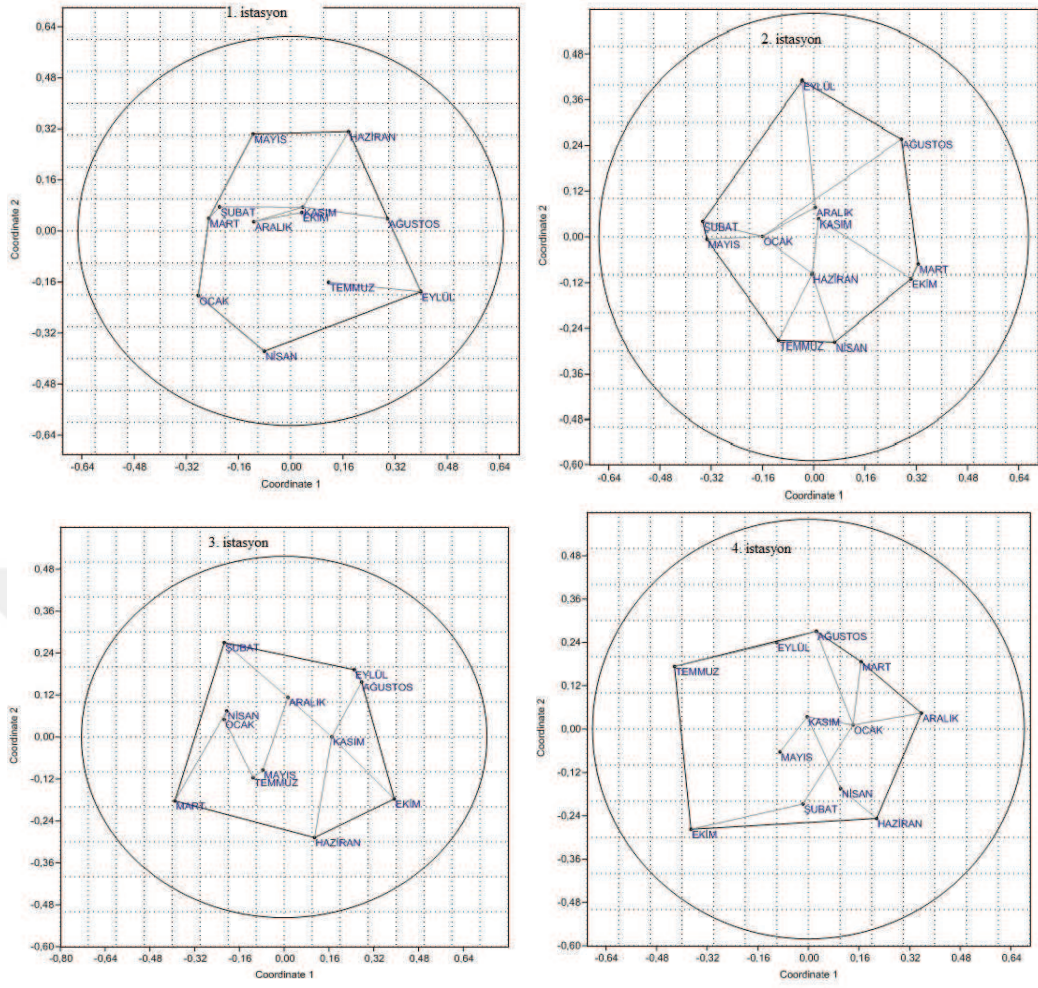 1. istasyon
0,64
0,48
0,32
0,16
0,00
-0,16
-0,32
-0,48
-0,64
Coordinate 2
MAYIS
HAZİRAN
ŞUBAT
KASIM
MART
ARALIK
EKİM
AĞUSTOS
TEMMUZ
OCAK
EYLÜL
NİSAN
-0,64 -0,48 -0,32 -0,16 0,00 0,16 0,32 0,48 0,64
Coordinate 1
2. istasyon
0,48
0,36
0,24
0,12
0,00
-0,12
-0,24
-0,36
-0,48
-0,60
Coordinate 2
EYLÜL
AĞUSTOS
ARALIK
KASIM
ŞUBAT
MAYIS
OCAK
MART
HAZİRAN
EKİM
TEMMUZ
NİSAN
-0,64 -0,48 -0,32 -0,16 0,00 0,16 0,32 0,48 0,64
Coordinate 1
3. istasyon
0,48
0,36
0,24
0,12
0,00
-0,12
-0,24
-0,36
-0,48
-0,60
Coordinate 2
ŞUBAT
EYLÜL
AĞUSTOS
ARALIK
NİSAN
OCAK
KASIM
MAYIS
TEMMUZ
MART
EKİM
HAZİRAN
-0,80 -0,64 -0,48 -0,32 -0,16 0,00 0,16 0,32 0,48 0,64
Coordinate 1
4. istasyon
0,48
0,36
0,24
0,12
0,00
-0,12
-0,24
-0,36
-0,48
-0,60
Coordinate 2
AĞUSTOS
EYLÜL
MART
TEMMUZ
KASIM
ARALIK
OCAK
MAYIS
NİSAN
ŞUBAT
HAZİRAN
EKİM
-0,64 -0,48 -0,32 -0,16 0,00 0,16 0,32 0,48 0,64
Coordinate 1